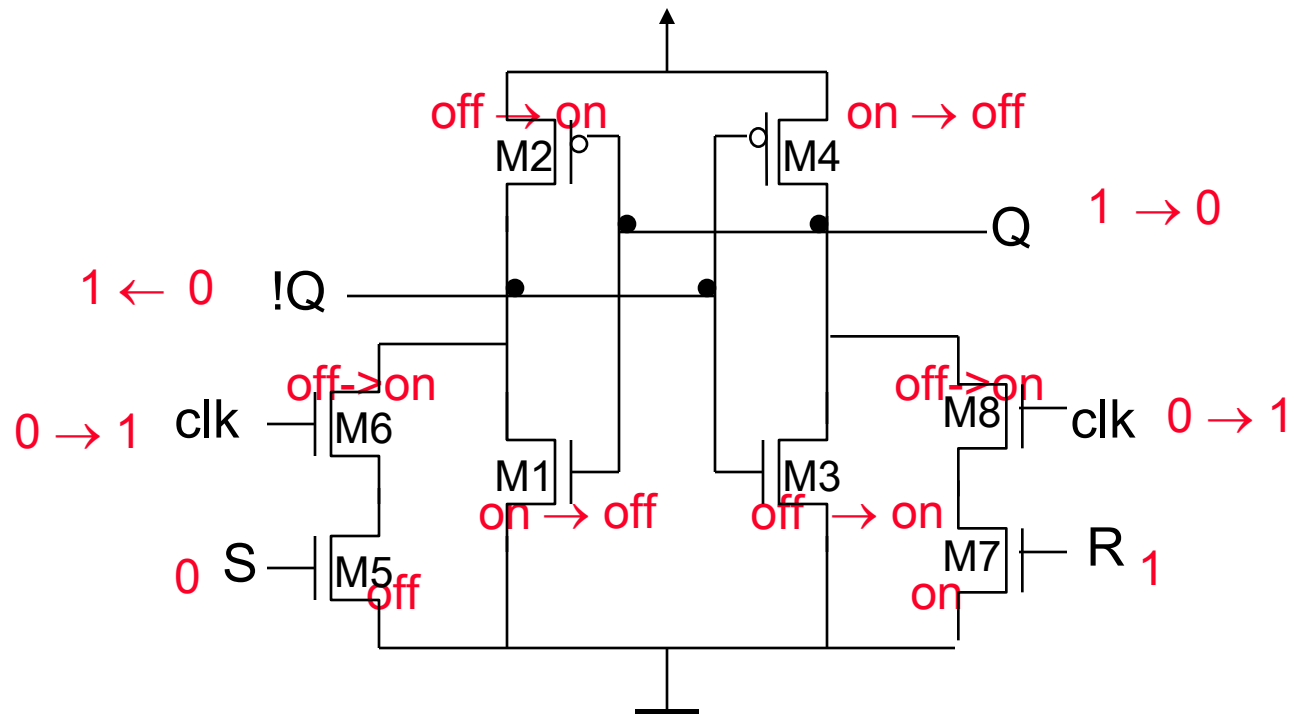 off → on
on → off
M2
M4
1 → 0
Q
1 ← 0
!Q
off->on
off->on
0 → 1
clk
M6
M8
clk
0 → 1
M1
M3
on → off
off → on
0
S
M5
off
M7
on
R
1